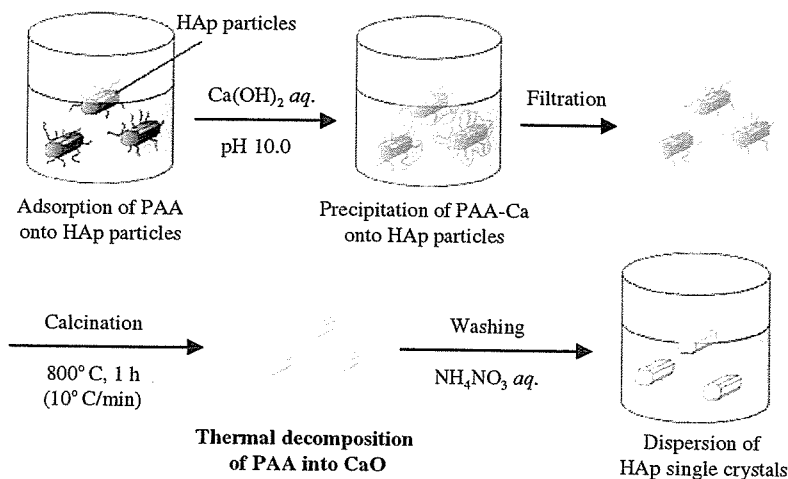 HAp particles
Ca(OH)₂ aq.
pH 10.0
Filtration
Adsorption of PAA
onto HAp particles
Precipitation of PAA-Ca
onto HAp particles
Calcination
800° C, 1 h
(10° C/min)
Thermal decomposition
of PAA into CaO
Washing
NH₄NO₃ aq.
Dispersion of
HAp single crystals